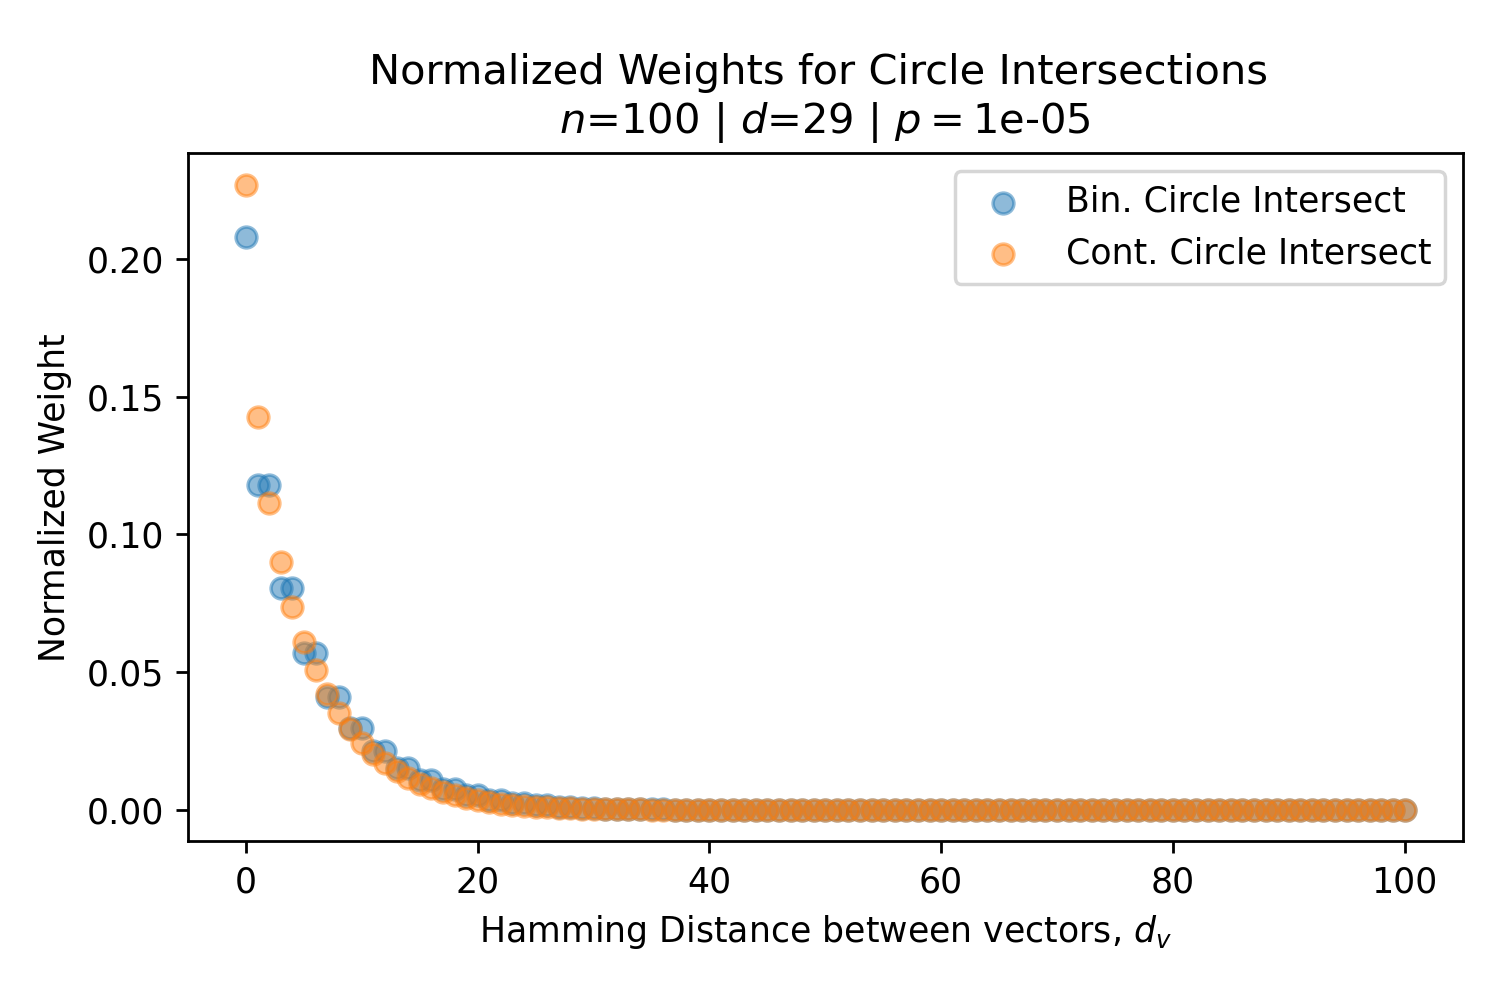 Normalized Weights for Circle Intersections
n=100 | d=29 | p = 1e-05
Bin. Circle Intersect
Cont. Circle Intersect
Normalized Weight
0.20
0.15
0.10
0.05
0.00
0 20 40 60 80 100
Hamming Distance between vectors, d_v